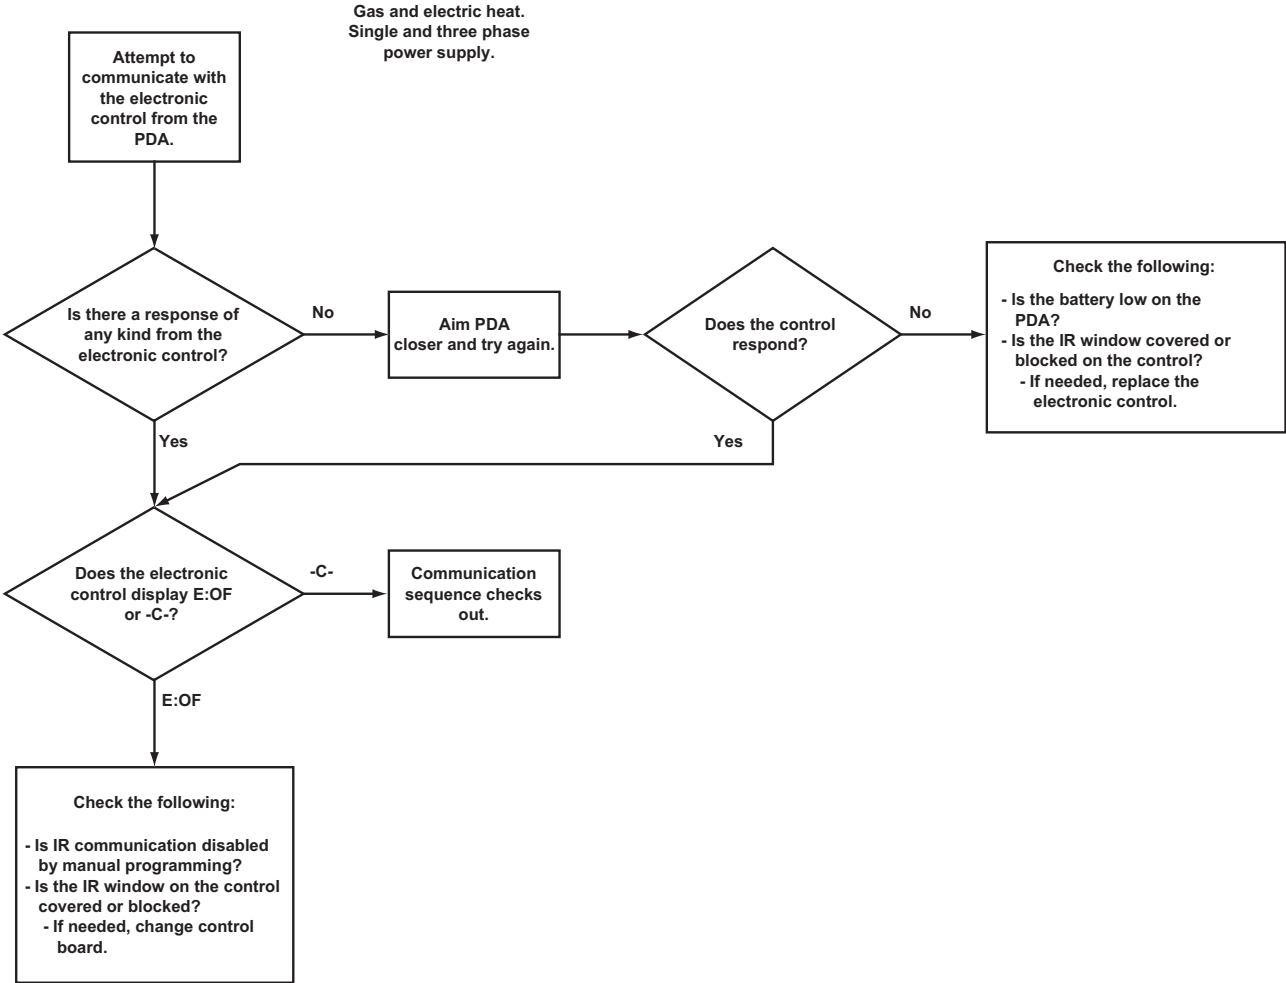 Gas and electric heat.
Single and three phase
power supply.
Attempt to
communicate with
the electronic
control from the
PDA.
Is there a response of
any kind from the
electronic control?
No
Aim PDA
closer and try again.
Does the control
respond?
No
Check the following:
- Is the battery low on the
PDA?
- Is the IR window covered or
blocked on the control?
- If needed, replace the
electronic control.
Yes
Yes
Does the electronic
control display E:OF
or -C-?
-C-
Communication
sequence checks
out.
E:OF
Check the following:
- Is IR communication disabled
by manual programming?
- Is the IR window on the control
covered or blocked?
- If needed, change control
board.